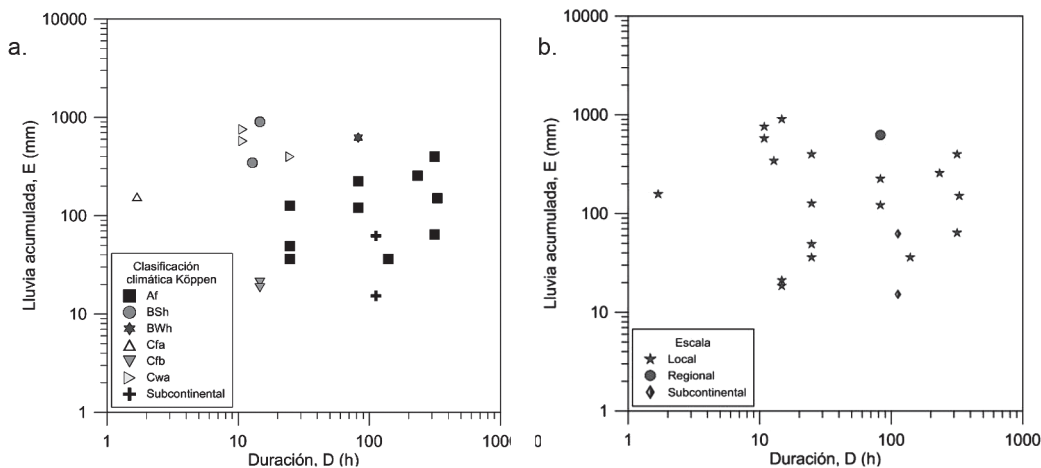 a.
10000
1000
100
10
1
Lluvia acumulada, E (mm)
Clasificación
climática Köppen
Af
BSh
BWh
Cfa
Cfb
Cwa
Subcontinental
1
10
100
1000
Duración, D (h)
b.
10000
1000
100
10
1
Lluvia acumulada, E (mm)
Escala
Local
Regional
Subcontinental
1
10
100
1000
Duración, D (h)